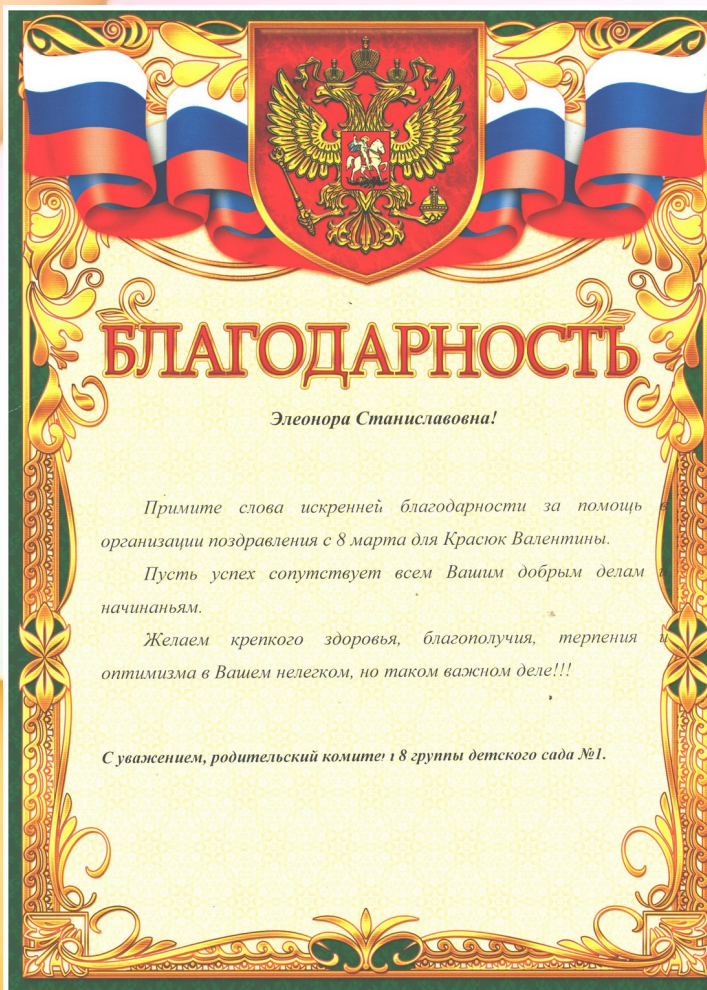 БЛАГОДАРНОСТЬ
Элеонора Станиславовна!
Примите слова искренней благодарности за помощь в
организации поздравления с 8 марта для Красюк Валентины.
Пусть успех сопутствует всем Вашим добрым делам и
начинаньям.
Желаем крепкого здоровья, благополучия, терпения и
оптимизма в Вашем нелегком, но таком важном деле!!!
С уважением, родительский комитет 8 группы детского сада №1.